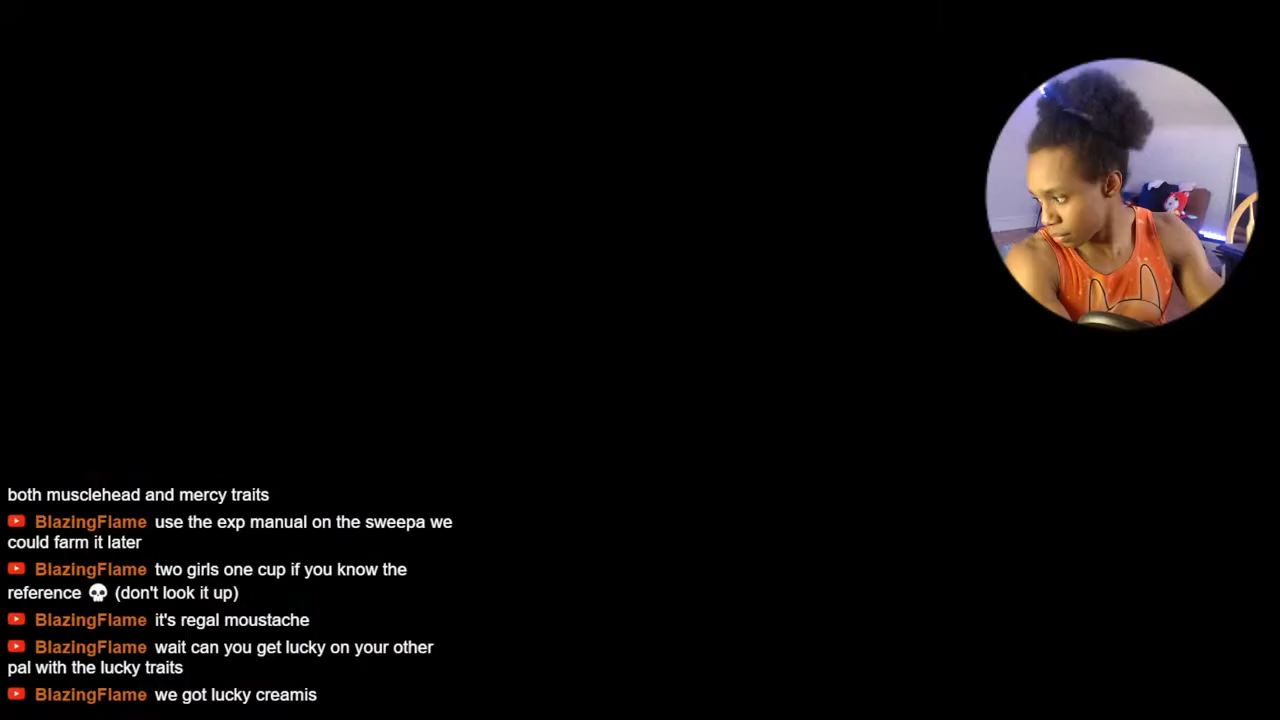 both musclehead and mercy traits
BlazingFlame use the exp manual on the sweepa we
could farm it later
BlazingFlame two girls one cup if you know the
reference 💀 (don't look it up)
BlazingFlame it's regal moustache
BlazingFlame wait can you get lucky on your other
pal with the lucky traits
BlazingFlame we got lucky creamis